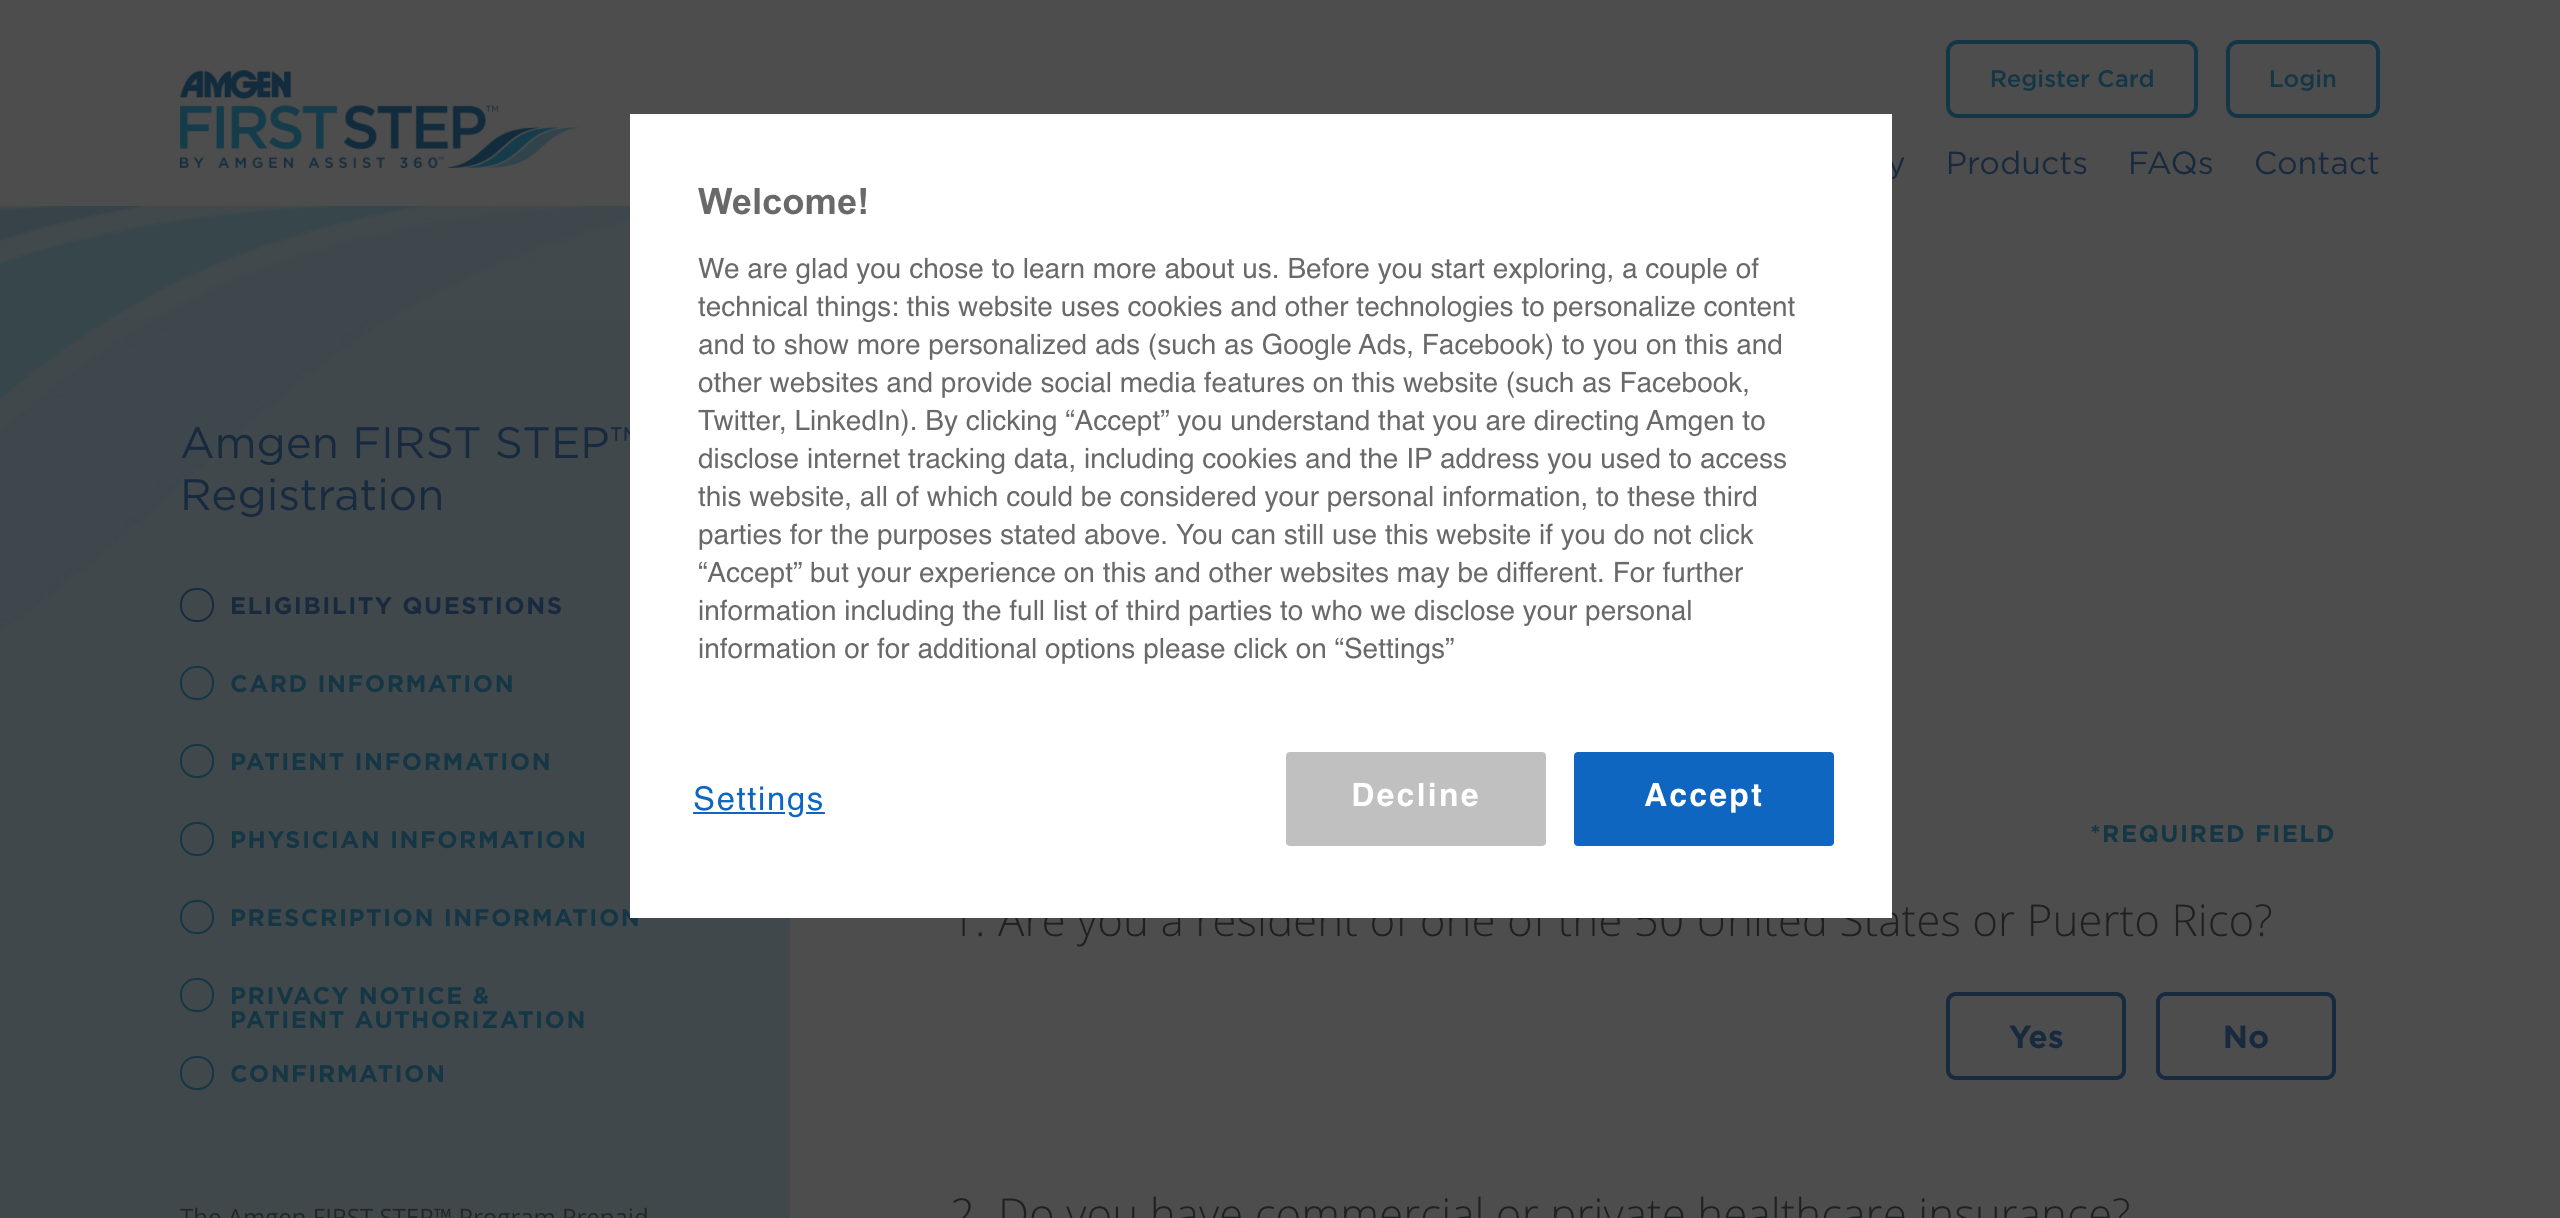 AMGEN
FIRST STEP™
BY AMGEN ASSIST 360™
Register Card
Login
Products
FAQs
Contact
Amgen FIRST STEP™
Registration
ELIGIBILITY QUESTIONS
CARD INFORMATION
PATIENT INFORMATION
PHYSICIAN INFORMATION
PRESCRIPTION INFORMATION
PRIVACY NOTICE &
PATIENT AUTHORIZATION
CONFIRMATION
The Amgen FIRST STEP™ Program Prepaid
Welcome!
We are glad you chose to learn more about us. Before you start exploring, a couple of
technical things: this website uses cookies and other technologies to personalize content
and to show more personalized ads (such as Google Ads, Facebook) to you on this and
other websites and provide social media features on this website (such as Facebook,
Twitter, LinkedIn). By clicking “Accept” you understand that you are directing Amgen to
disclose internet tracking data, including cookies and the IP address you used to access
this website, all of which could be considered your personal information, to these third
parties for the purposes stated above. You can still use this website if you do not click
“Accept” but your experience on this and other websites may be different. For further
information including the full list of third parties to who we disclose your personal
information or for additional options please click on “Settings”
Settings
Decline
Accept
*REQUIRED FIELD
1. Are you a resident of one of the 50 United States or Puerto Rico?
Yes
No
2. Do you have commercial or private healthcare insurance?